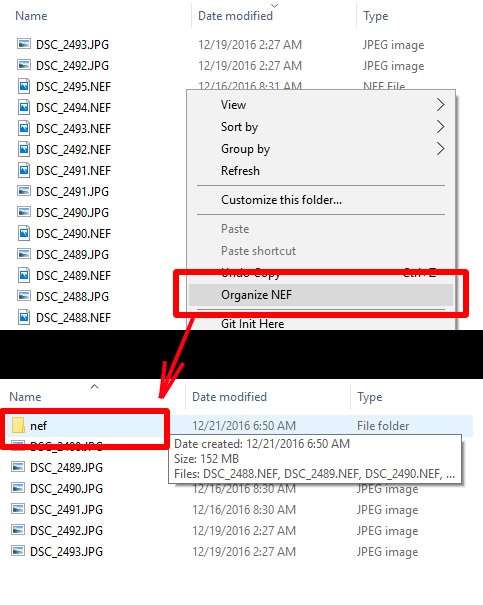 Name Date modified Type
DSC_2493.JPG 12/19/2016 2:27 AM JPEG image
DSC_2492.JPG 12/19/2016 2:27 AM JPEG image
DSC_2495.NEF 12/16/2016 8:31 AM NEF File
DSC_2494.NEF
DSC_2493.NEF
DSC_2492.NEF
DSC_2491.NEF
DSC_2491.JPG
DSC_2490.JPG
DSC_2490.NEF
DSC_2489.JPG
DSC_2489.NEF
DSC_2488.JPG
DSC_2488.NEF
View
Sort by
Group by
Refresh
Customize this folder...
Paste
Paste shortcut
Undo Copy Ctrl+Z
Organize NEF
Git Init Here
Name Date modified Type
nef 12/21/2016 6:50 AM File folder
DSC_2488.JPG
DSC_2489.JPG
DSC_2490.JPG 12/16/2016 8:30 AM JPEG image
DSC_2491.JPG 12/16/2016 8:30 AM JPEG image
DSC_2492.JPG 12/19/2016 2:27 AM JPEG image
DSC_2493.JPG 12/19/2016 2:27 AM JPEG image
Date created: 12/21/2016 6:50 AM
Size: 152 MB
Files: DSC_2488.NEF, DSC_2489.NEF, DSC_2490.NEF, ...